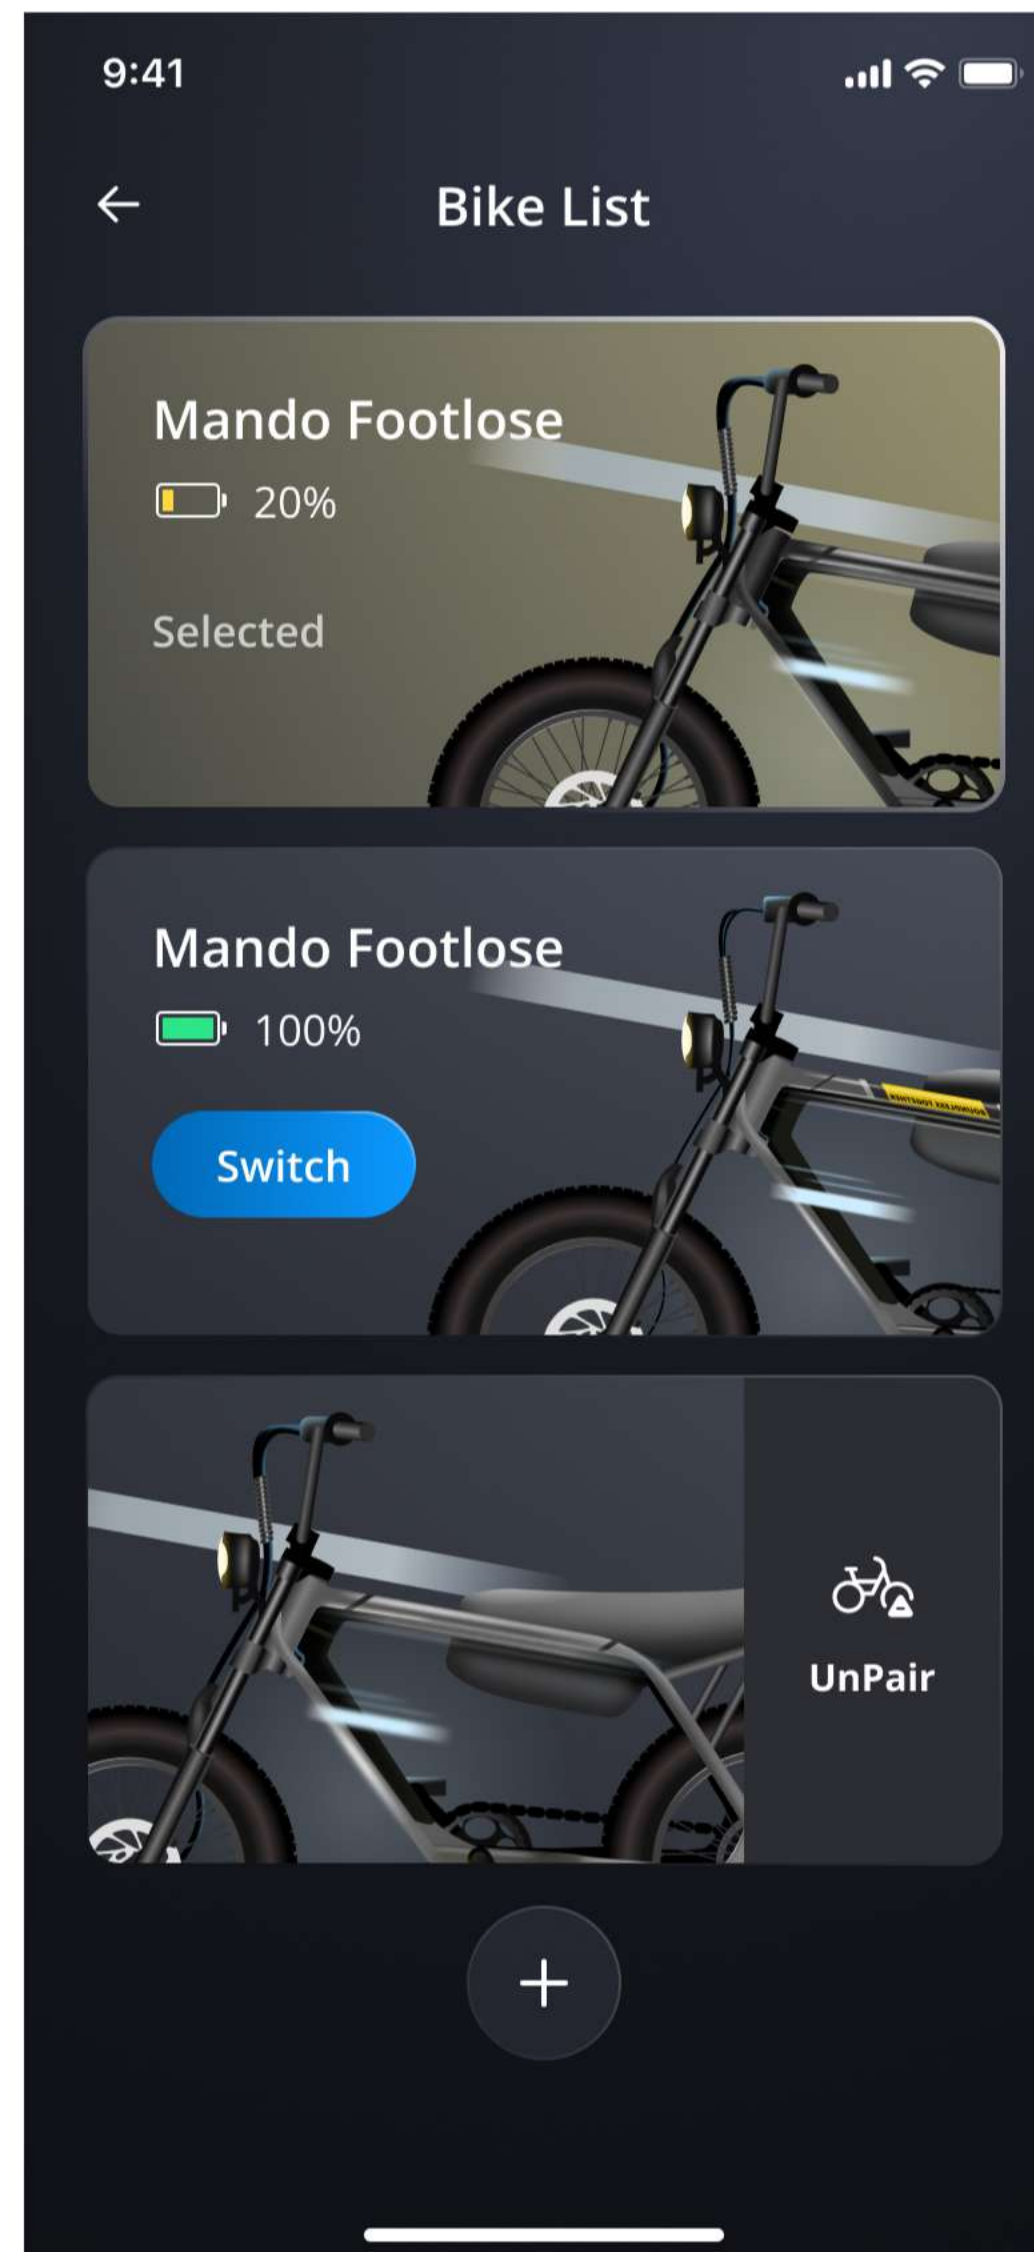 9:41
Bike List
Mando Footlose
20%
Selected
Mando Footlose
100%
Switch
UnPair